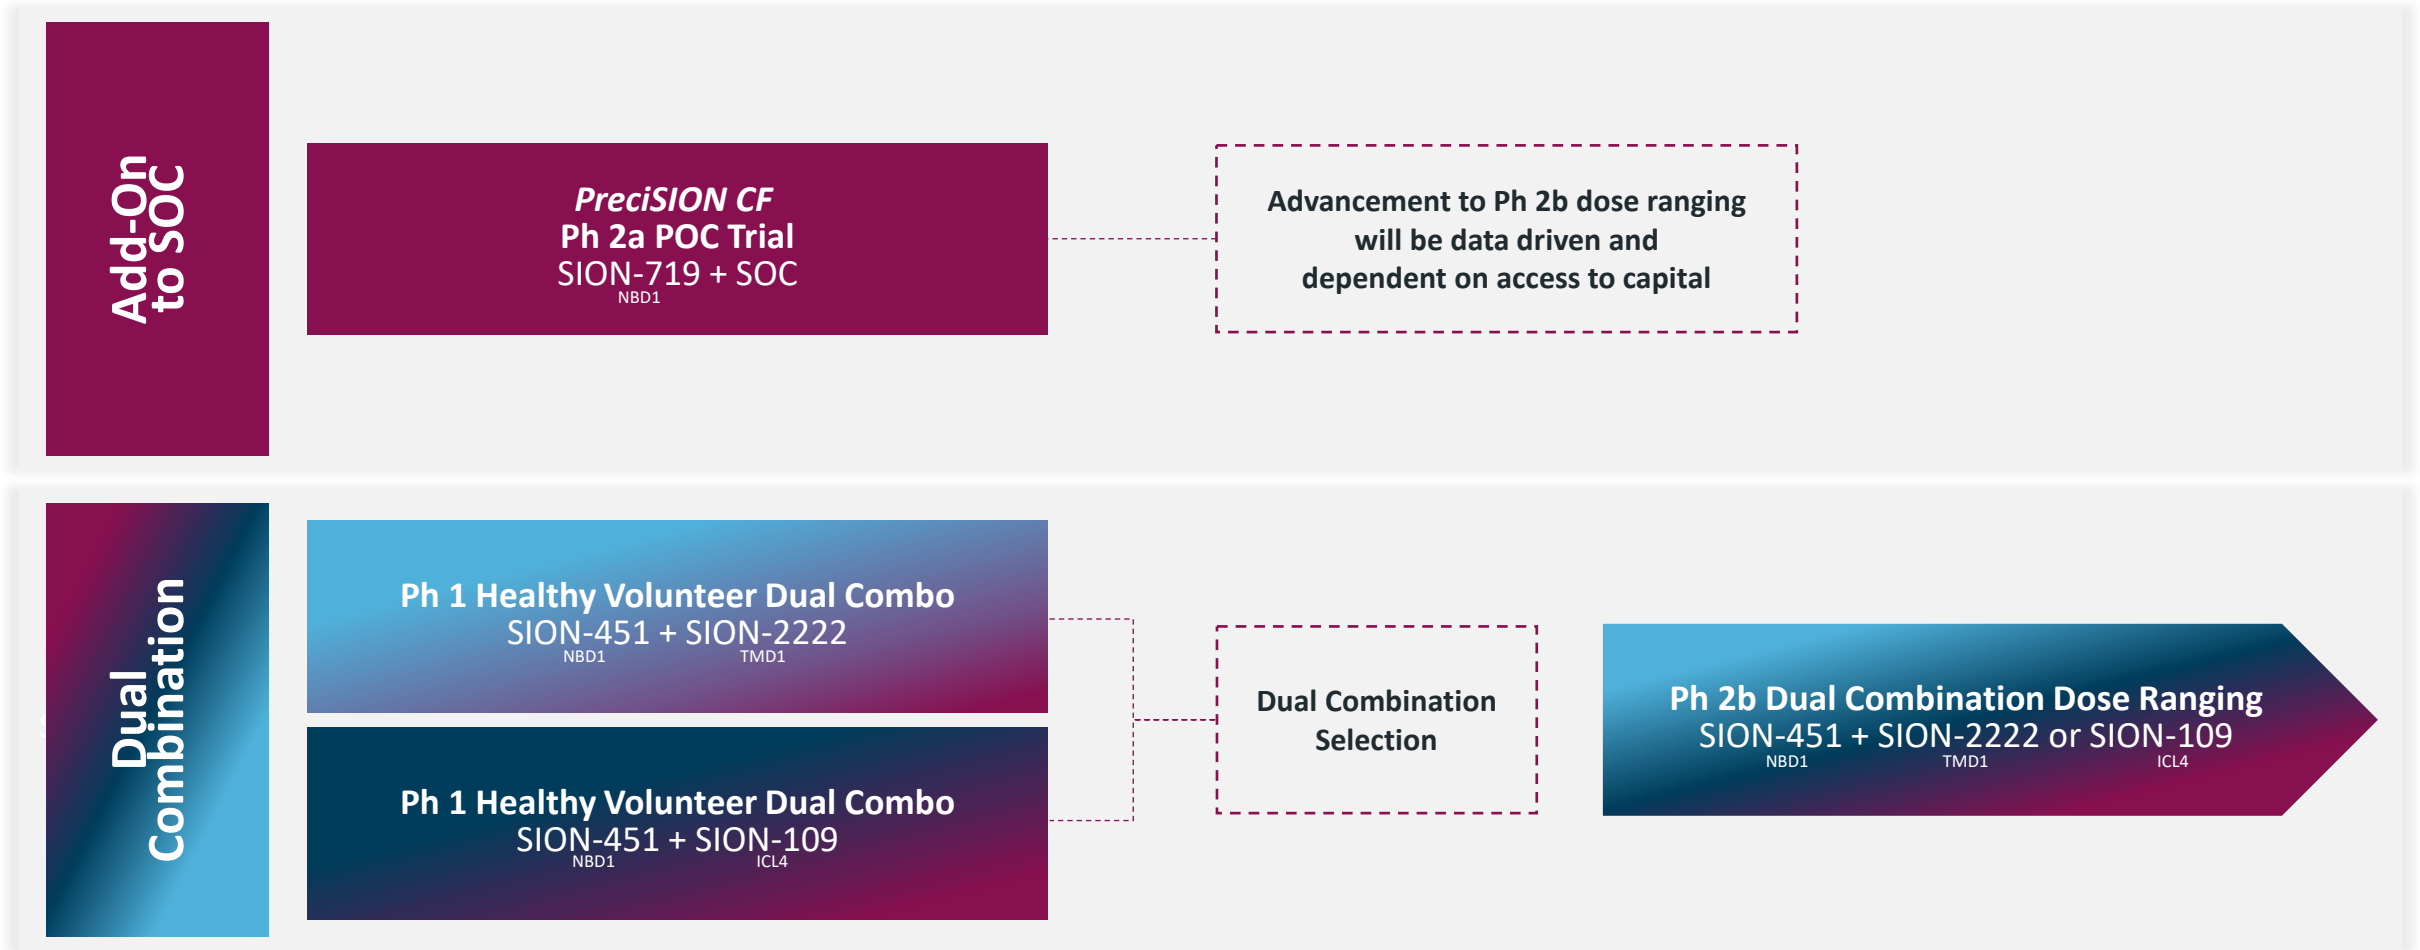 Add-On
to SOC
PreciSION CF
Ph 2a POC Trial
SION-719 + SOC
NBD1
Advancement to Ph 2b dose ranging
will be data driven and
dependent on access to capital
Dual
Combination
Ph 1 Healthy Volunteer Dual Combo
SION-451 + SION-2222
NBD1 TMD1
Ph 1 Healthy Volunteer Dual Combo
SION-451 + SION-109
NBD1 ICL4
Dual Combination
Selection
Ph 2b Dual Combination Dose Ranging
SION-451 + SION-2222 or SION-109
NBD1 TMD1 ICL4